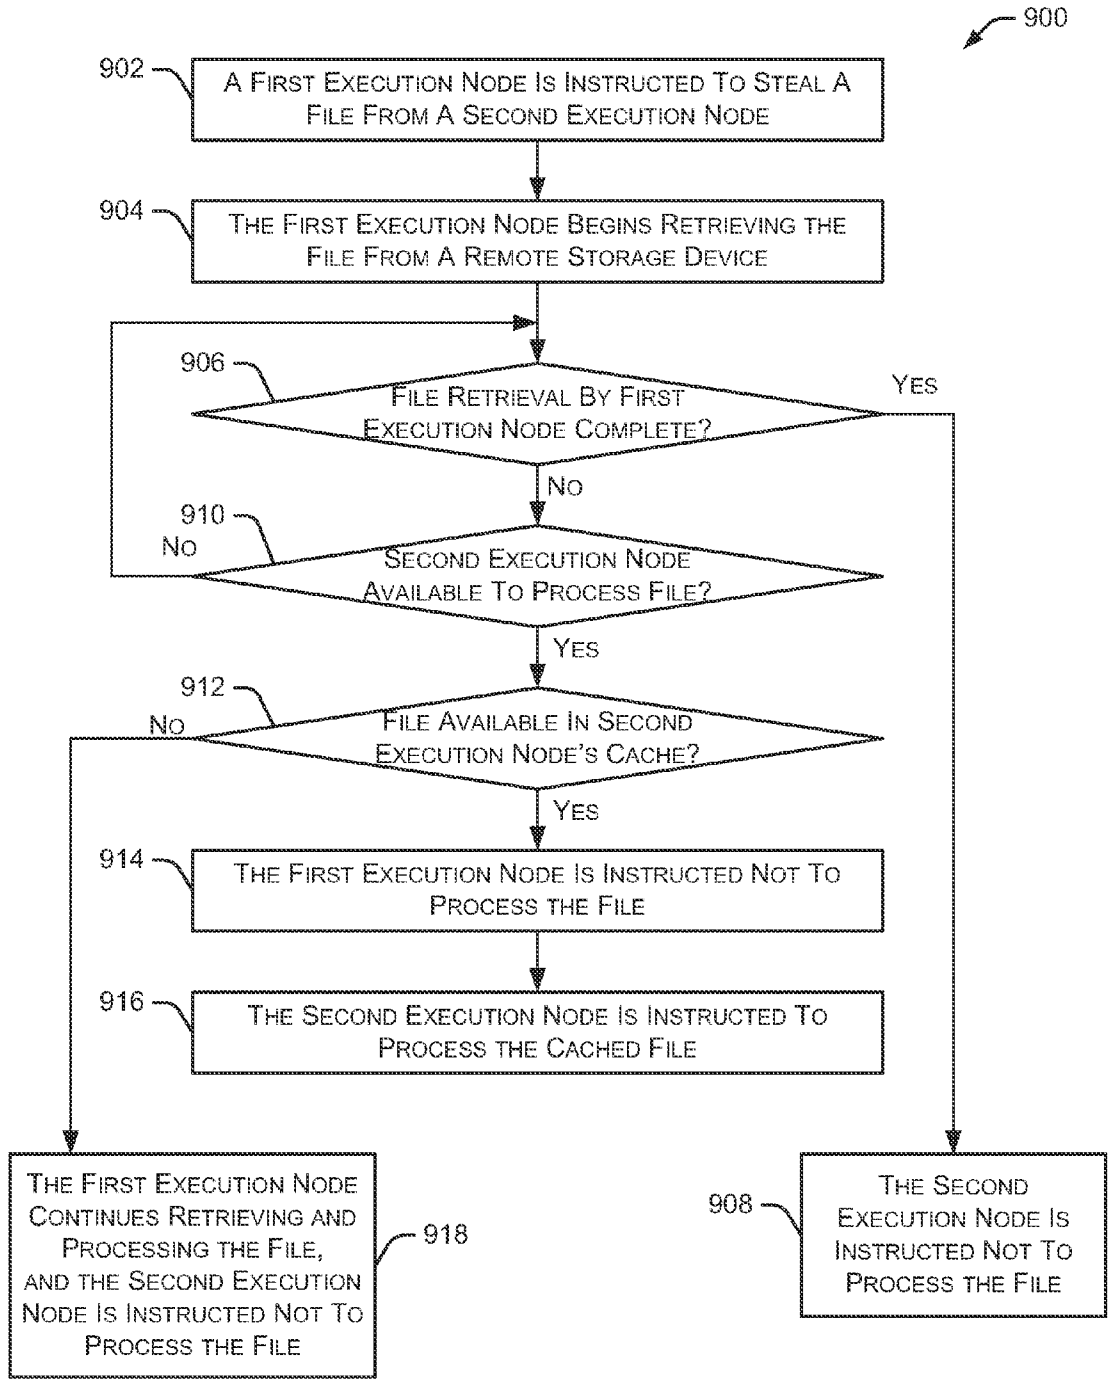 900
902
A FIRST EXECUTION NODE IS INSTRUCTED TO STEAL A
FILE FROM A SECOND EXECUTION NODE
904
THE FIRST EXECUTION NODE BEGINS RETRIEVING THE
FILE FROM A REMOTE STORAGE DEVICE
906
FILE RETRIEVAL BY FIRST
EXECUTION NODE COMPLETE?
YES
NO
910
NO
SECOND EXECUTION NODE
AVAILABLE TO PROCESS FILE?
YES
912
NO
FILE AVAILABLE IN SECOND
EXECUTION NODE'S CACHE?
YES
914
THE FIRST EXECUTION NODE IS INSTRUCTED NOT TO
PROCESS THE FILE
916
THE SECOND EXECUTION NODE IS INSTRUCTED TO
PROCESS THE CACHED FILE
THE FIRST EXECUTION NODE
CONTINUES RETRIEVING AND
PROCESSING THE FILE,
AND THE SECOND EXECUTION
NODE IS INSTRUCTED NOT TO
PROCESS THE FILE
918
908
THE SECOND
EXECUTION NODE IS
INSTRUCTED NOT TO
PROCESS THE FILE